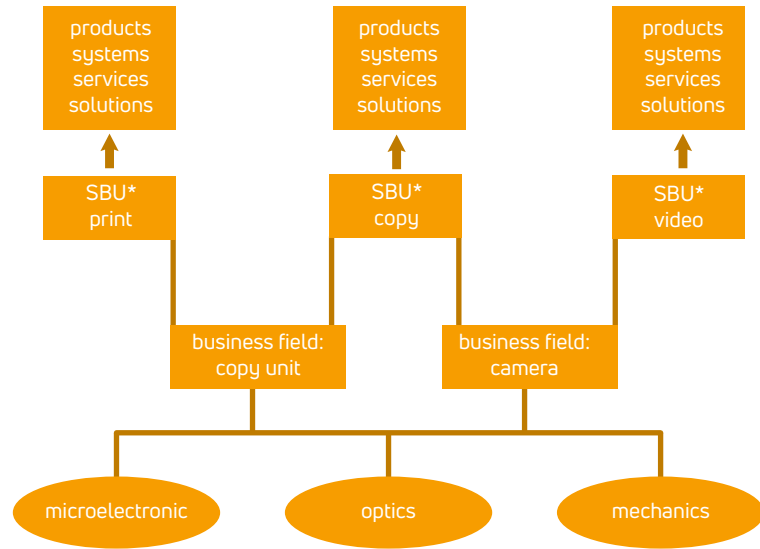 products
systems
services
solutions
products
systems
services
solutions
products
systems
services
solutions
SBU*
print
SBU*
copy
SBU*
video
business field:
copy unit
business field:
camera
microelectronic
optics
mechanics